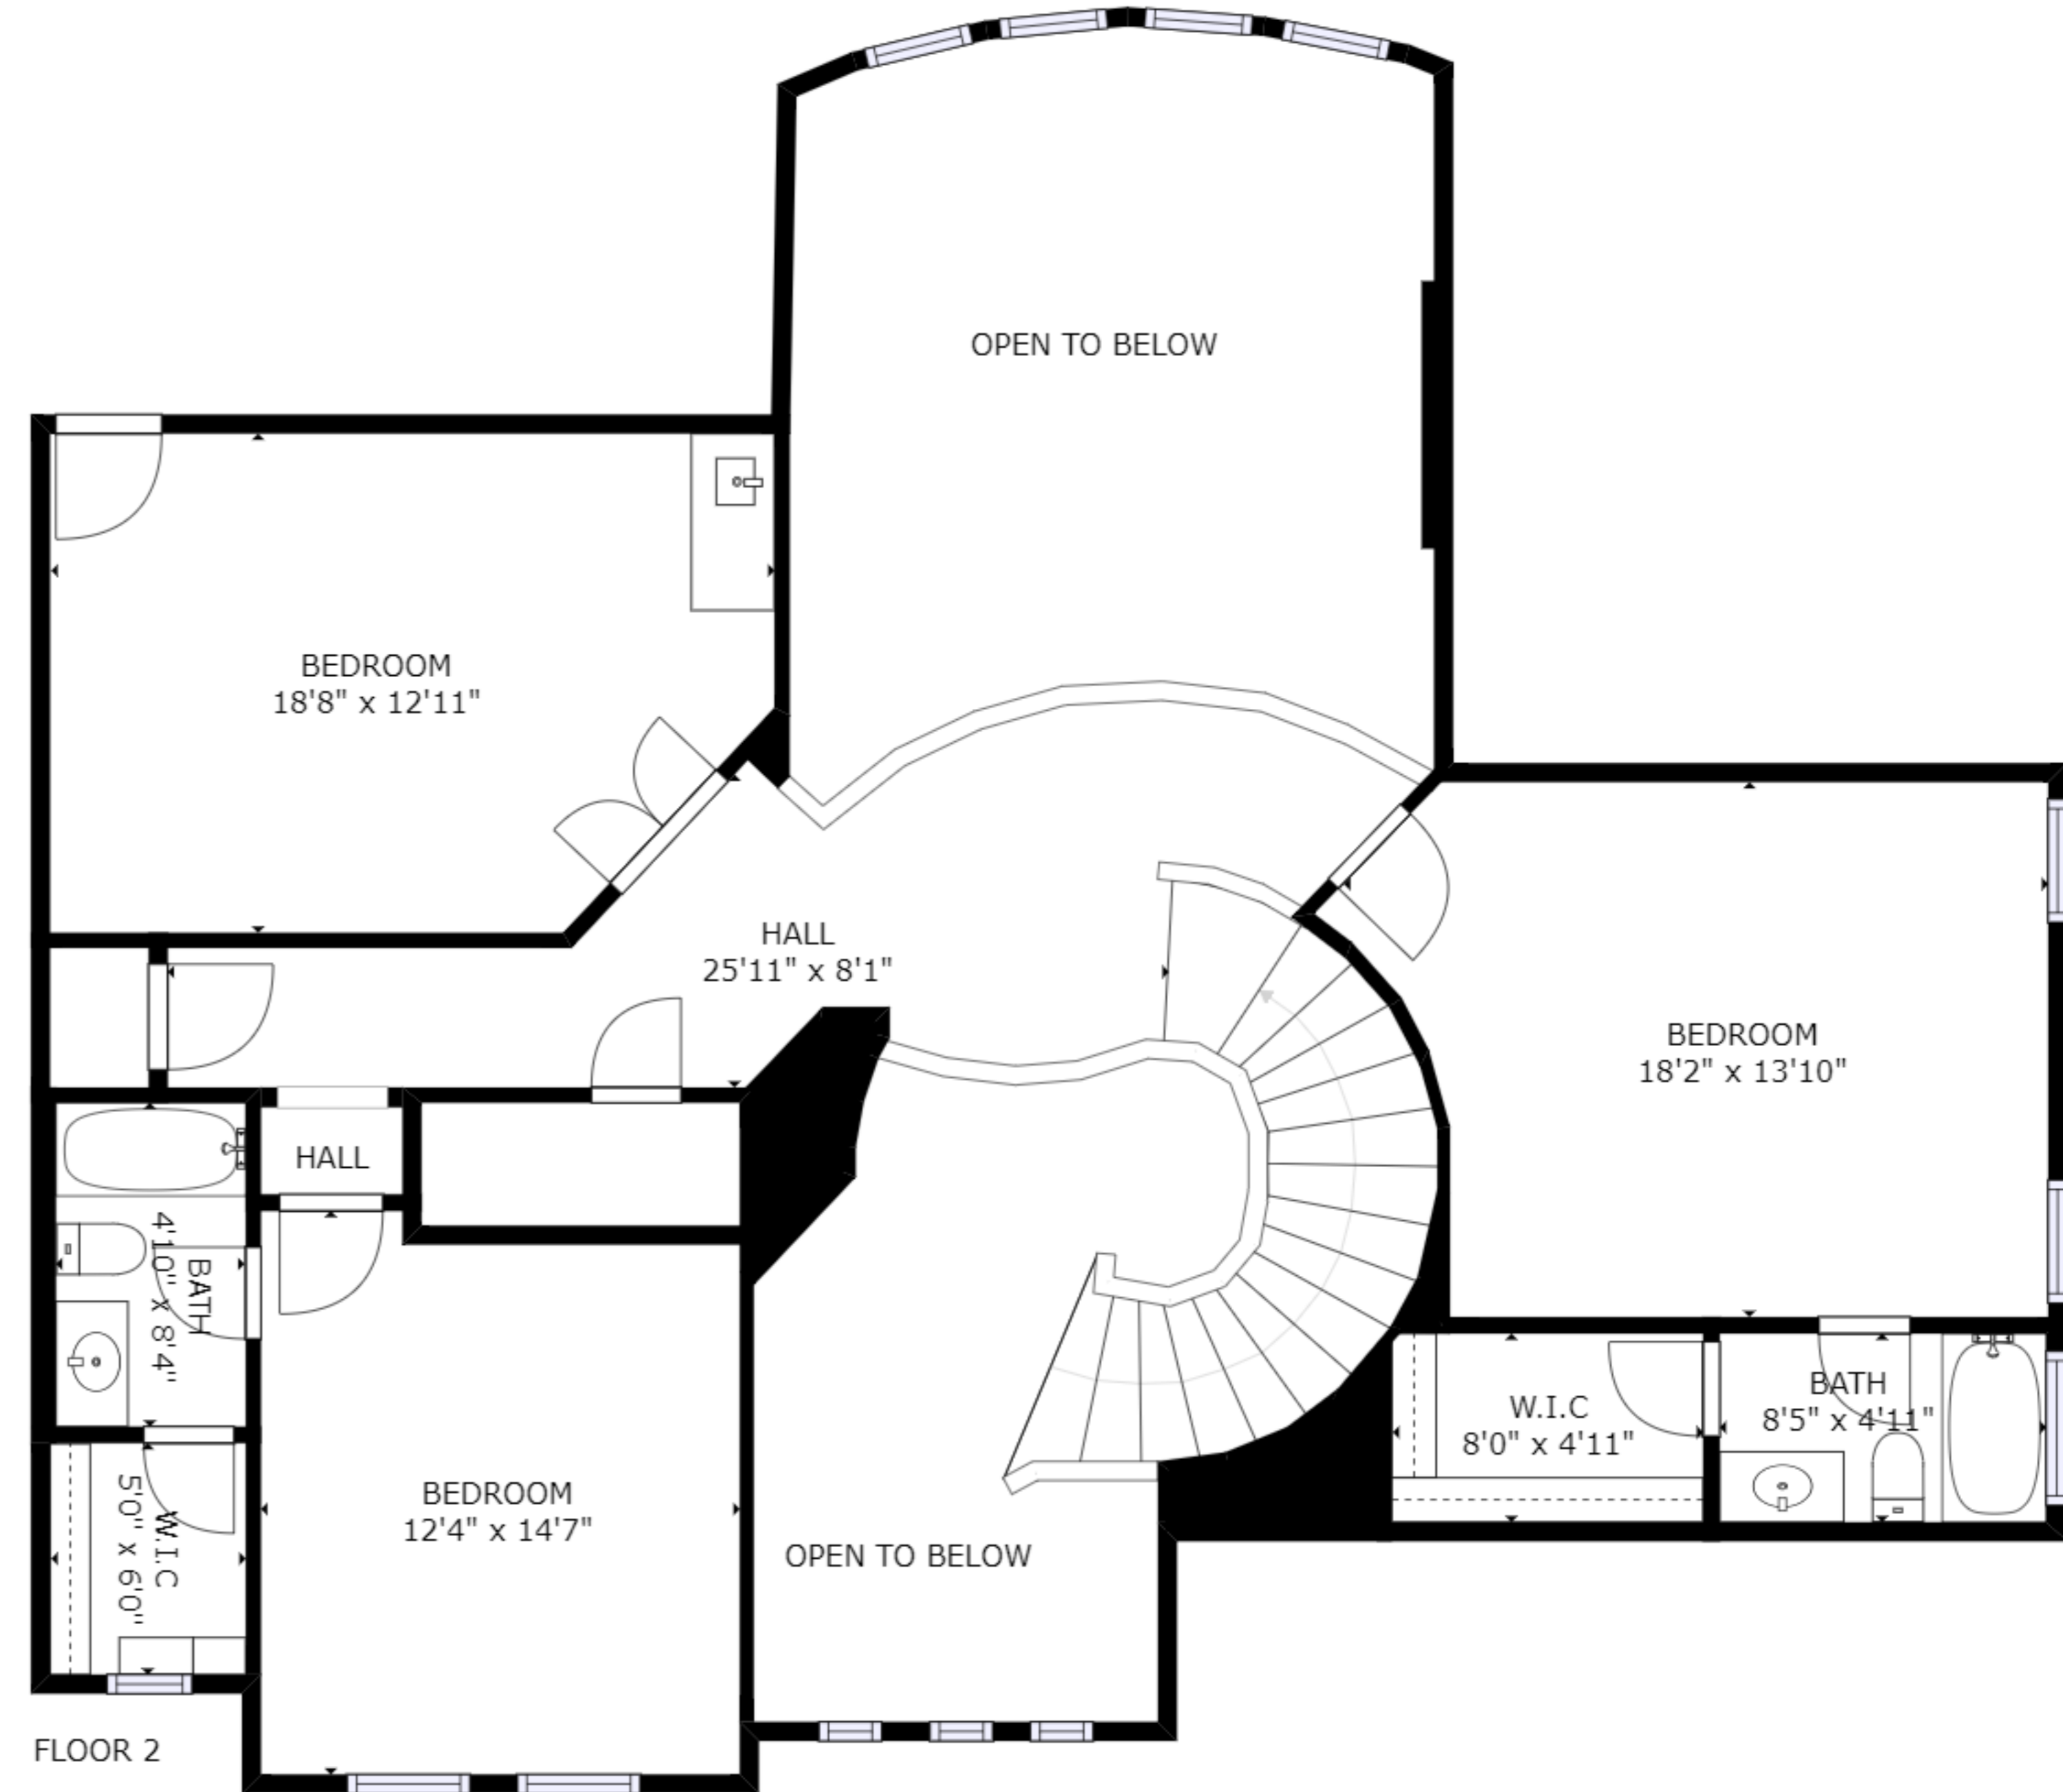 OPEN TO BELOW
BEDROOM
18'8" x 12'11"
HALL
25'11" x 8'1"
BEDROOM
18'2" x 13'10"
HALL
BATH
4'10" x 8'4"
BATH
8'5" x 4'11"
W.I.C
8'0" x 4'11"
BEDROOM
12'4" x 14'7"
W.I.C
5'0" x 6'0"
OPEN TO BELOW
FLOOR 2